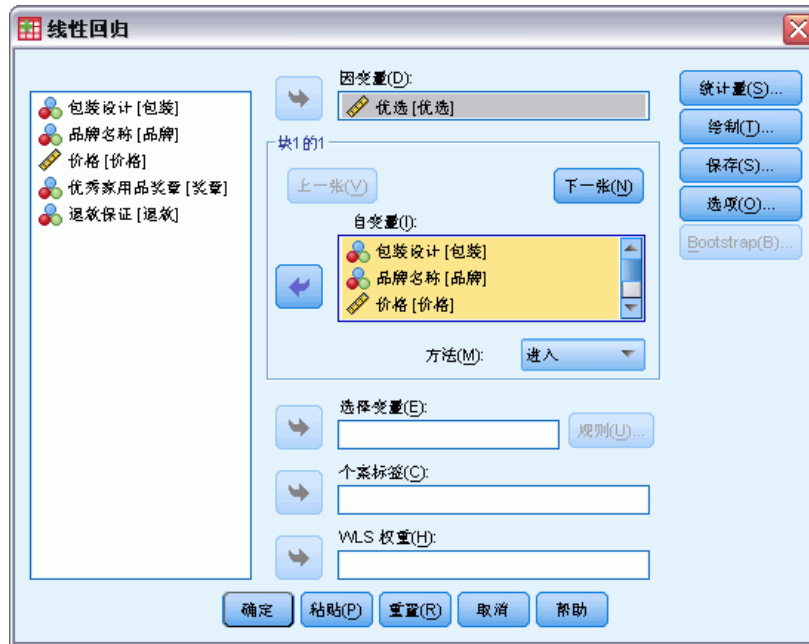 线性回归
包装设计 [包装]
品牌名称 [品牌]
价格 [价格]
优秀家用品奖章 [奖章]
退款保证 [退款]
因变量(D):
优选 [优选]
块1的1
上一张(V)
下一张(N)
自变量(I):
包装设计 [包装]
品牌名称 [品牌]
价格 [价格]
方法(M):
进入
选择变量(E):
规则(U)...
个案标签(C):
WLS 权重(H):
统计量(S)...
绘制(T)...
保存(S)...
选项(O)...
Bootstrap(B)...
确定
粘贴(P)
重置(R)
取消
帮助